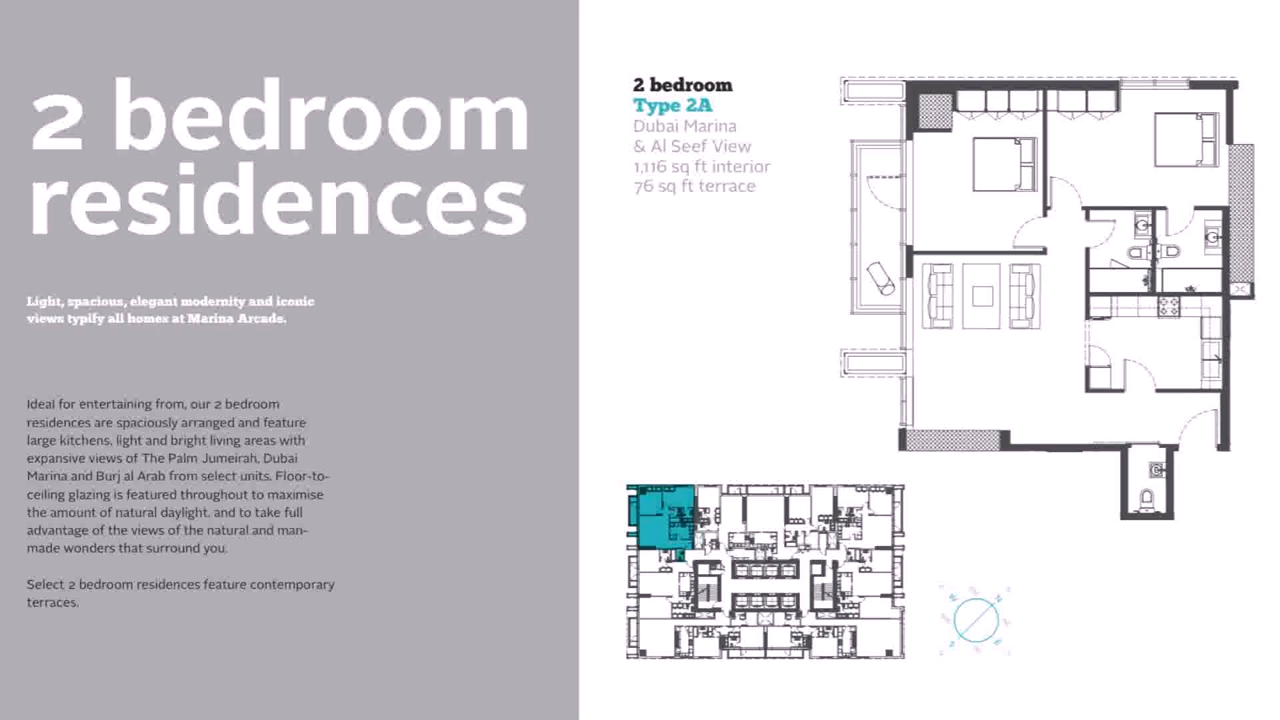 2 bedroom
residences
Light, spacious, elegant modernity and iconic
views typify all homes at Marina Arcade.
Ideal for entertaining from, our 2 bedroom
residences are spaciously arranged and feature
large kitchens, light and bright living areas with
expansive views of The Palm Jumeirah, Dubai
Marina and Burj al Arab from select units. Floor-to-
ceiling glazing is featured throughout to maximise
the amount of natural daylight, and to take full
advantage of the views of the natural and man-
made wonders that surround you.
Select 2 bedroom residences feature contemporary
terraces.
2 bedroom
Type 2A
Dubai Marina
& Al Seef View
1,116 sq ft interior
76 sq ft terrace